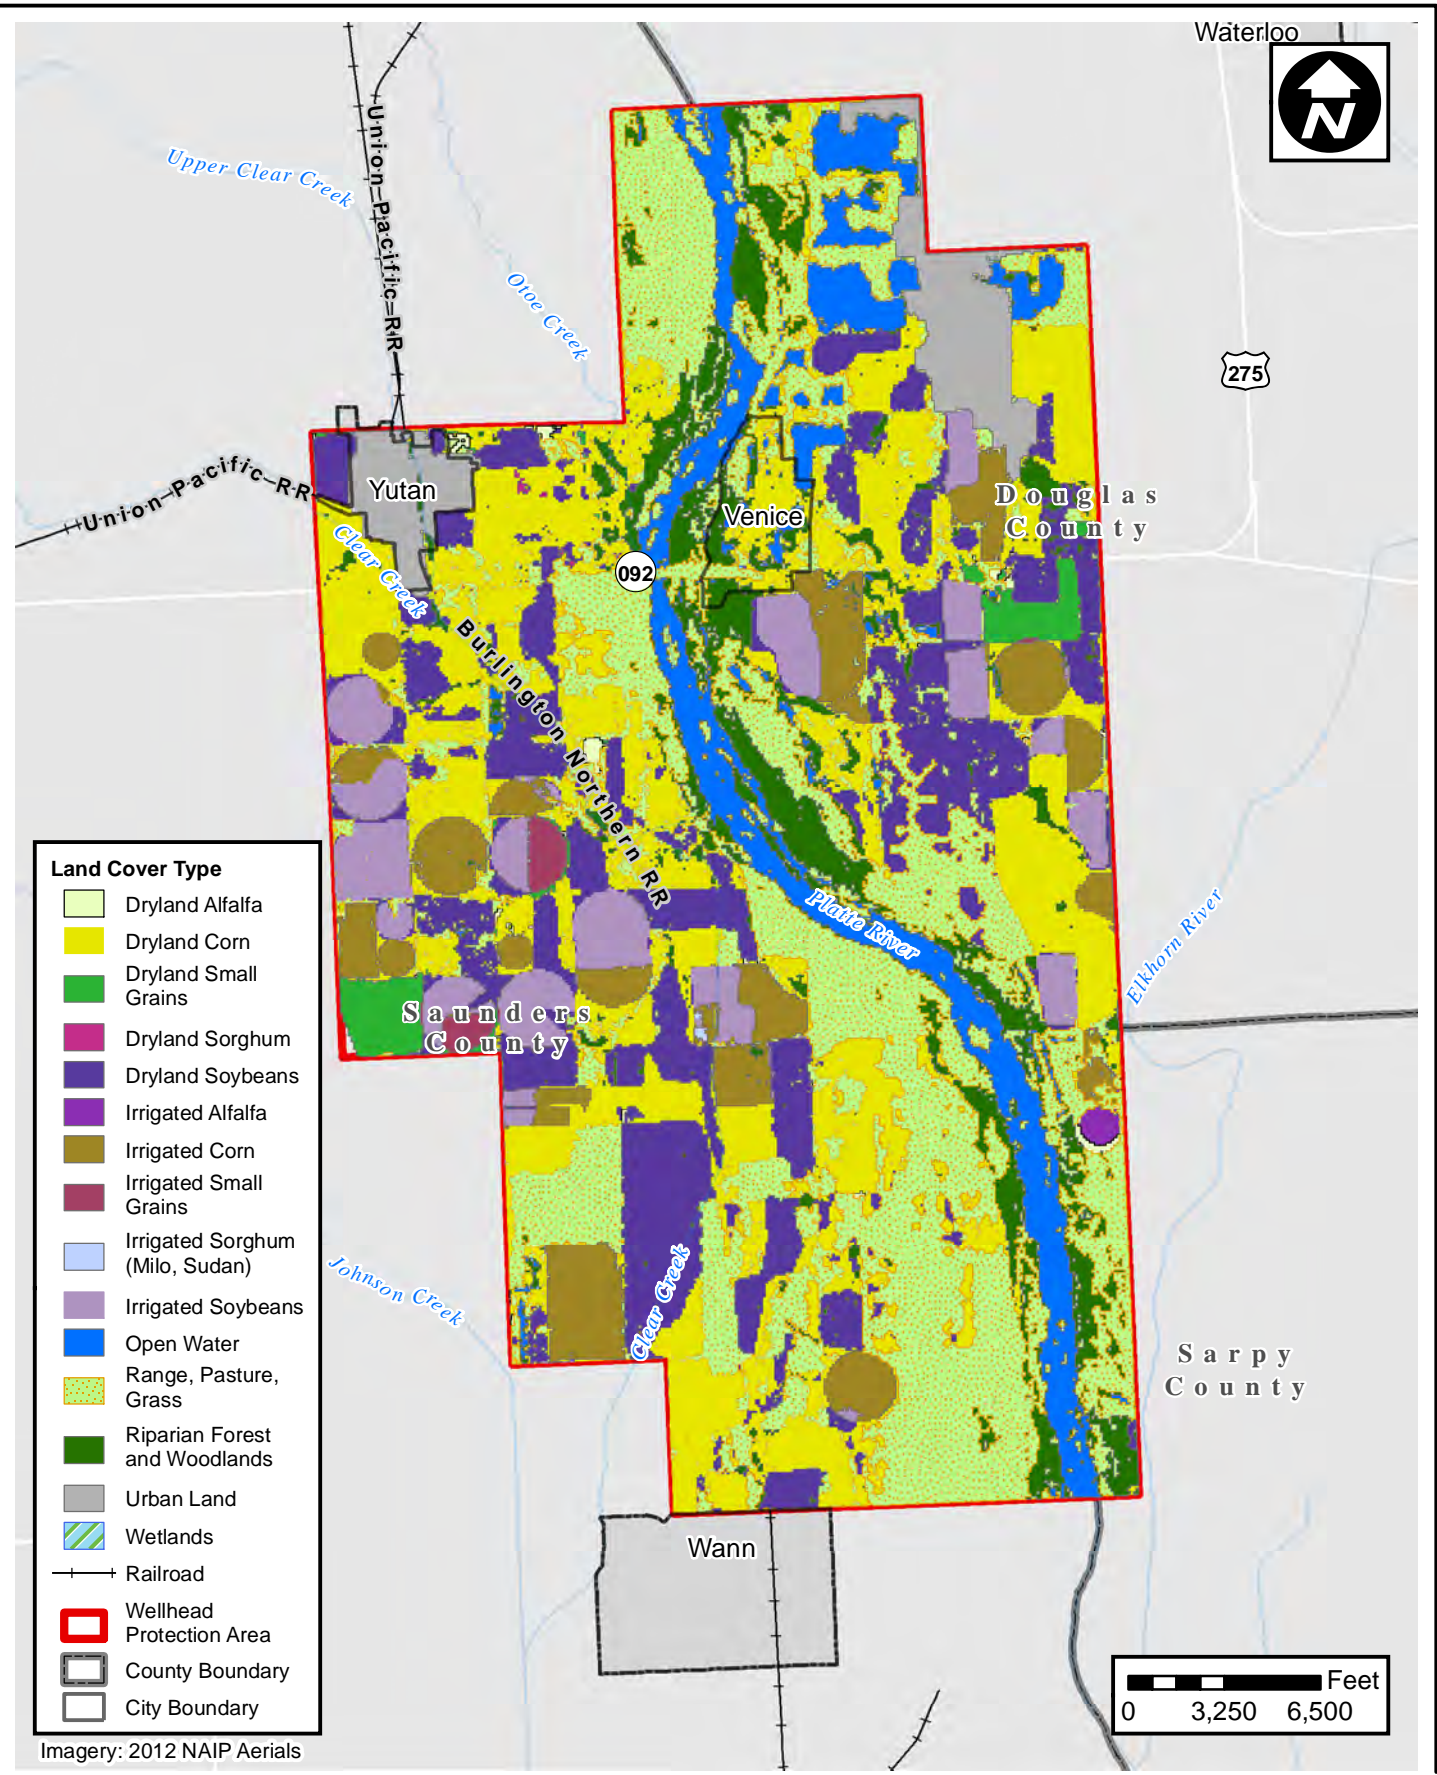 Waterloo
N
Union Pacific RR
Upper Clear Creek
Otoe Creek
275
Union Pacific RR
Yutan
Venice
Douglas
County
Clear Creek
092
Burlington Northern RR
Platte River
Elkhorn River
Saunders
County
Johnson Creek
Clear Creek
Sarpy
County
Wann
Land Cover Type
Dryland Alfalfa
Dryland Corn
Dryland Small
Grains
Dryland Sorghum
Dryland Soybeans
Irrigated Alfalfa
Irrigated Corn
Irrigated Small
Grains
Irrigated Sorghum
(Milo, Sudan)
Irrigated Soybeans
Open Water
Range, Pasture,
Grass
Riparian Forest
and Woodlands
Urban Land
Wetlands
Railroad
Wellhead
Protection Area
County Boundary
City Boundary
Imagery: 2012 NAIP Aerials
Feet
0 3,250 6,500